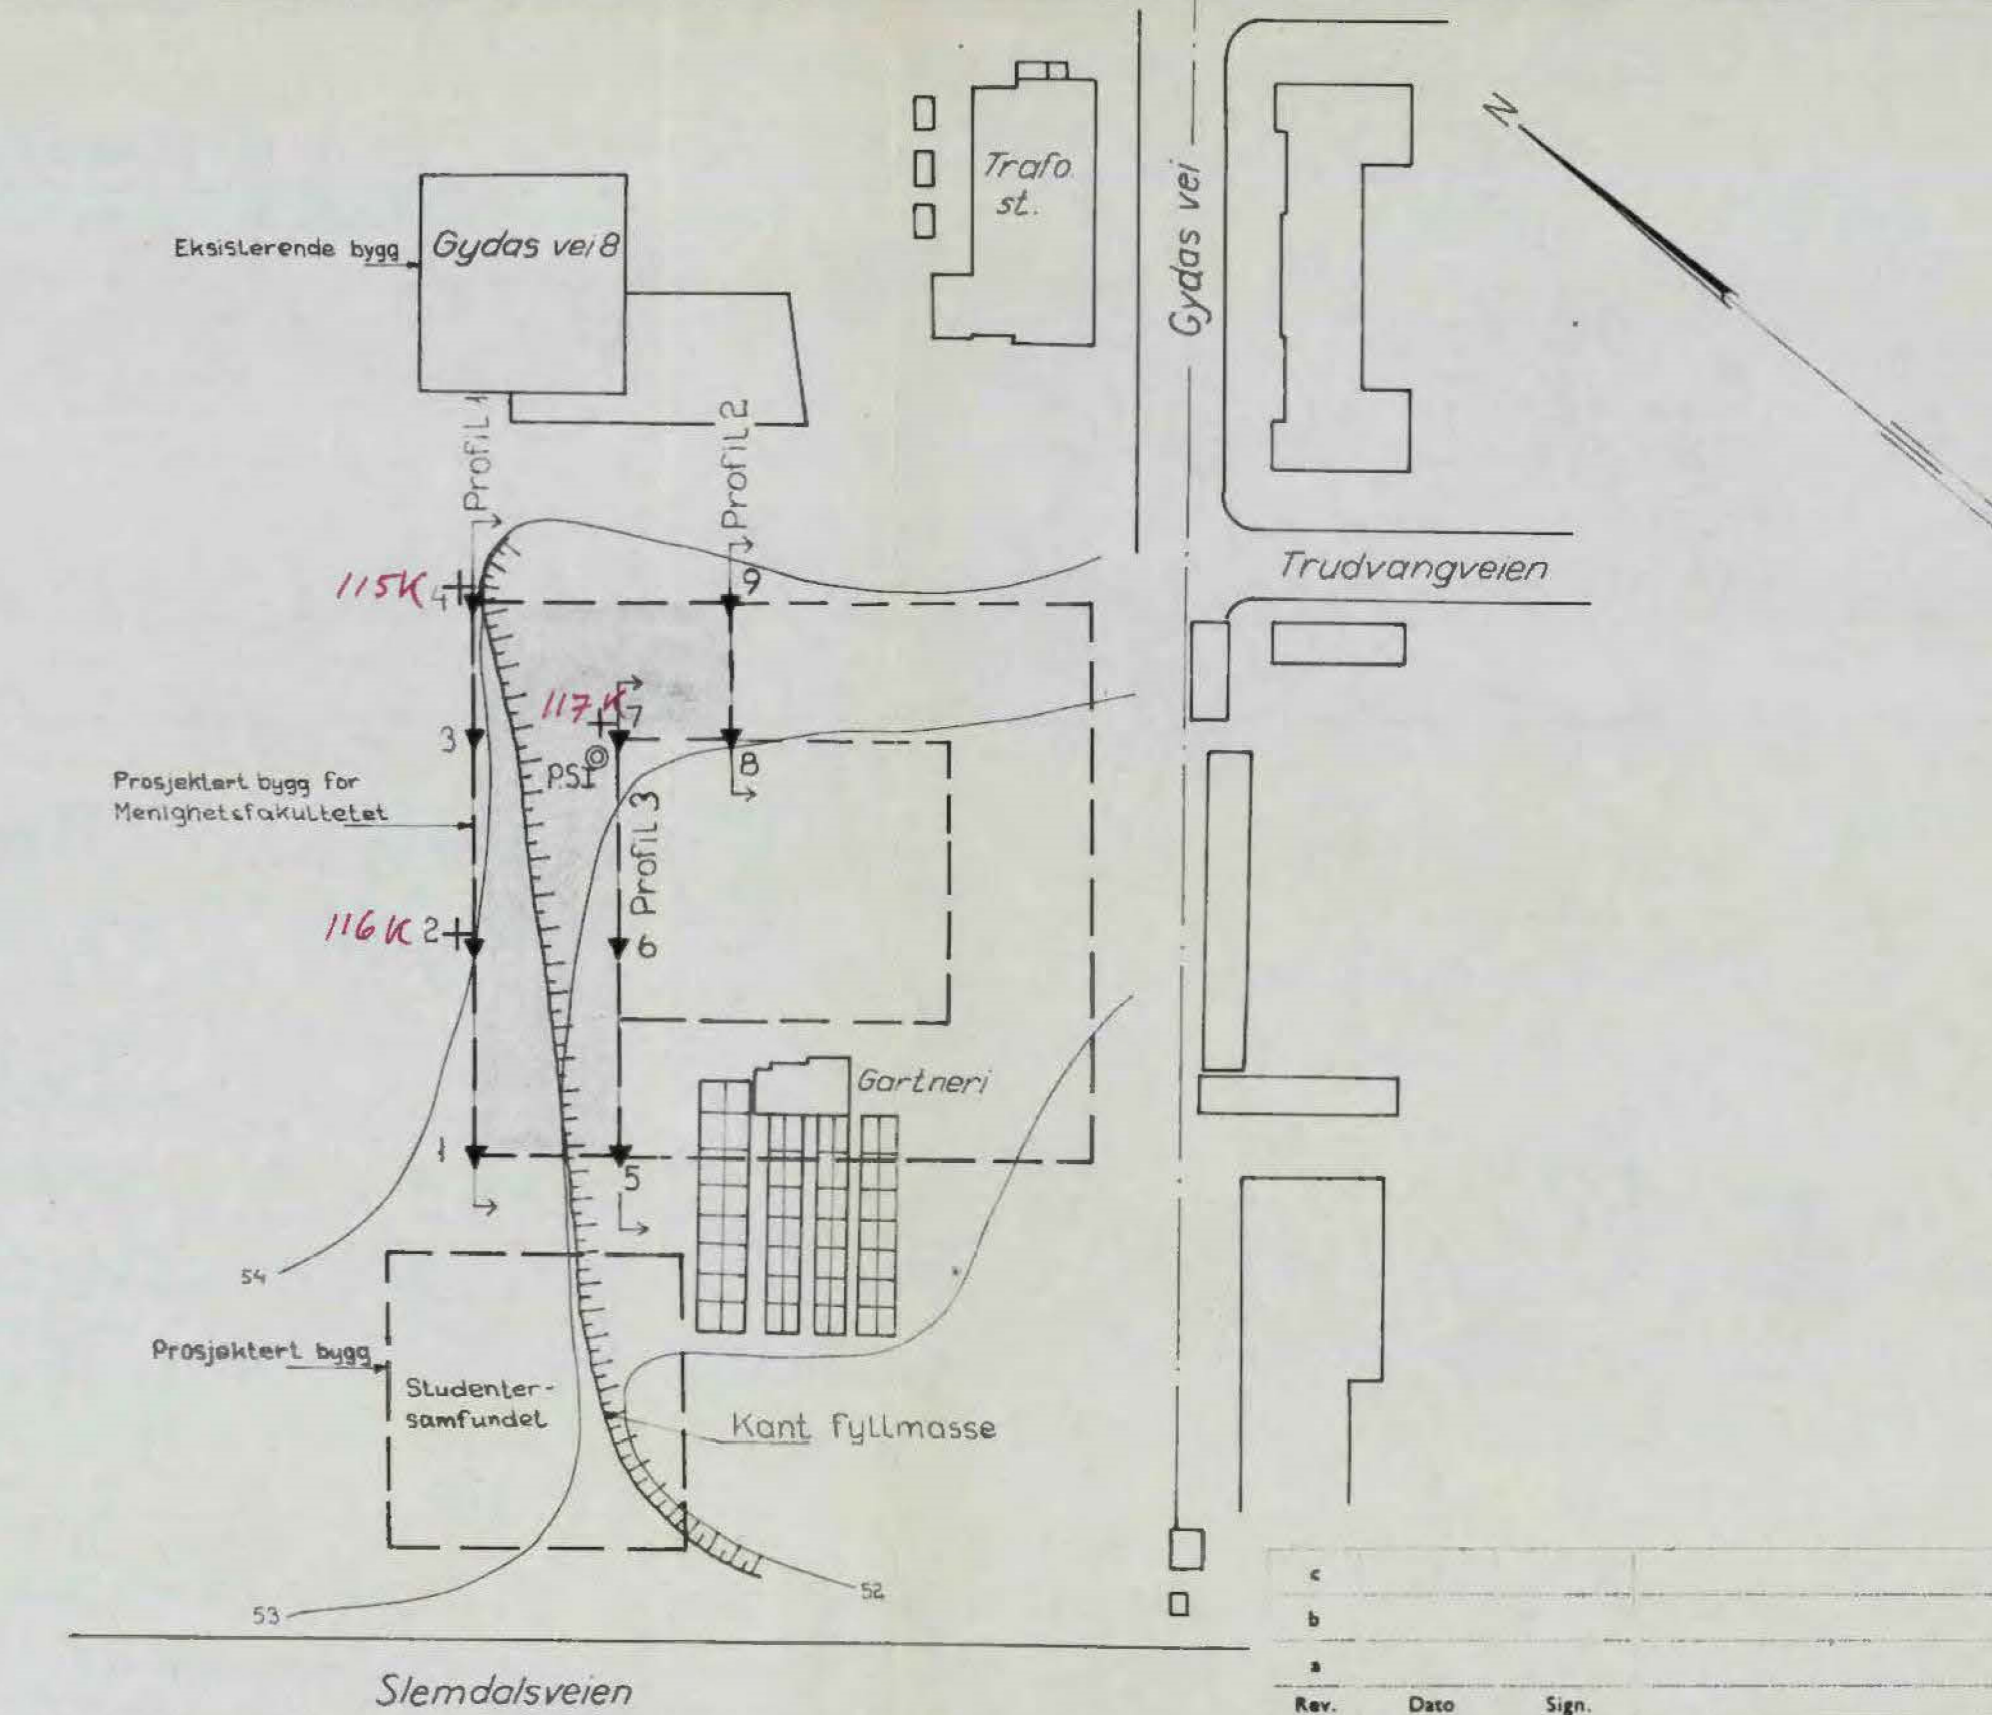 N
Trafo
st.
Gydas vei
Eksisterende bygg
Gydas vei 8
Profil 1
Profil 2
115K
4
9
Trudvangveien
117K
7
3
PSI
8
Prosjektert bygg for
Menighetsfakultetet
Profil 3
116K
2
6
Gartneri
1
5
54
Prosjektert bygg
Studenter-
samfundet
Kant fyllmasse
52
53
Slemdalsveien
c
b
a
Rev. Dato Sign.